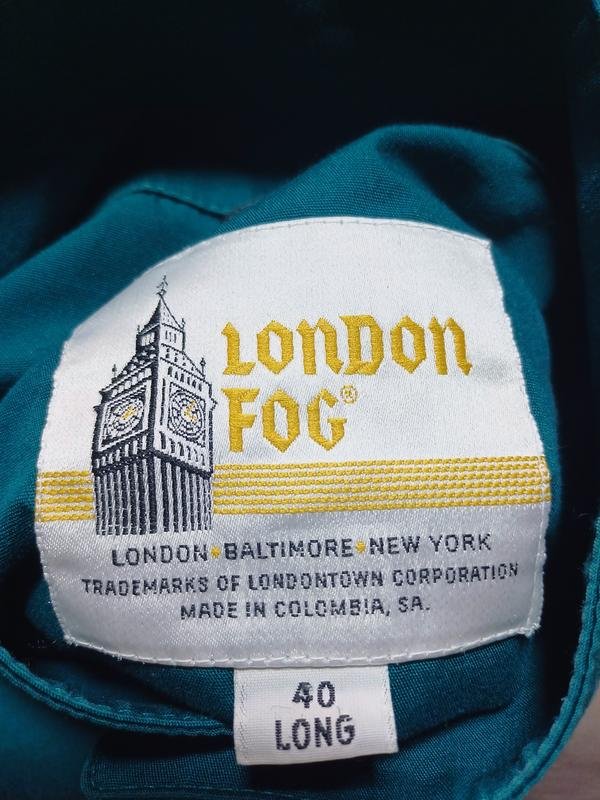 LONDON
FOG®
LONDON•BALTIMORE•NEW YORK
TRADEMARKS OF LONDONTOWN CORPORATION
MADE IN COLOMBIA, SA.
40
LONG